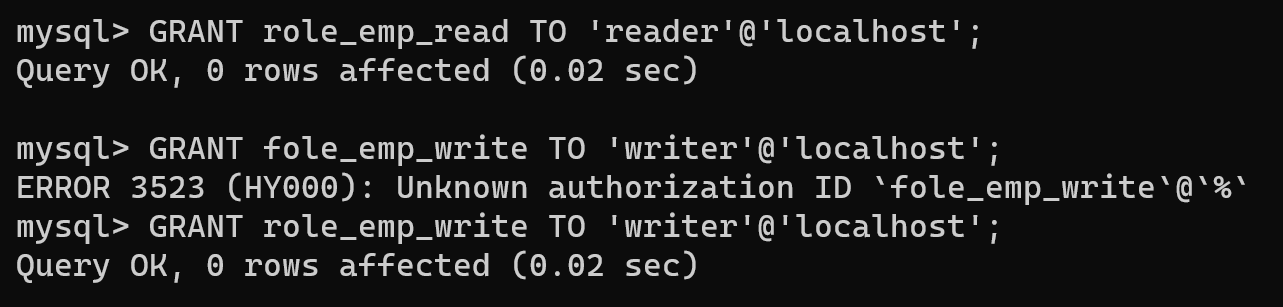 mysql> GRANT role_emp_read TO 'reader'@'localhost';
Query OK, 0 rows affected (0.02 sec)
mysql> GRANT fole_emp_write TO 'writer'@'localhost';
ERROR 3523 (HY000): Unknown authorization ID `fole_emp_write`@`%`
mysql> GRANT role_emp_write TO 'writer'@'localhost';
Query OK, 0 rows affected (0.02 sec)